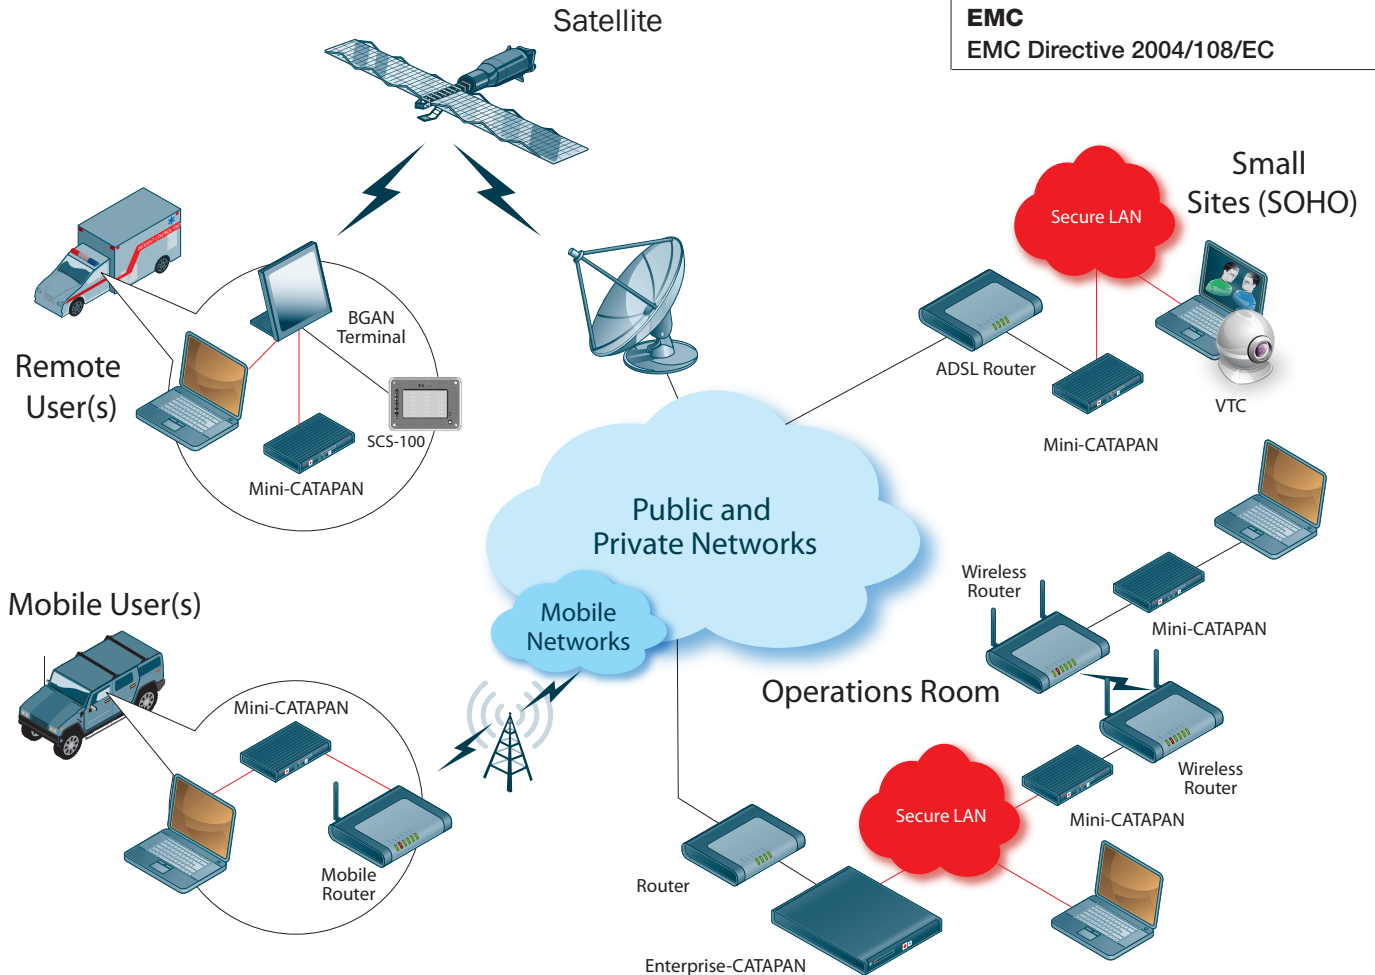 Satellite
EMC
EMC Directive 2004/108/EC
Small
Sites (SOHO)
Secure LAN
ADSL Router
VTC
Mini-CATAPAN
Remote
User(s)
BGAN
Terminal
SCS-100
Mini-CATAPAN
Public and
Private Networks
Mobile
Networks
Mobile User(s)
Mini-CATAPAN
Mobile
Router
Wireless
Router
Mini-CATAPAN
Operations Room
Wireless
Router
Mini-CATAPAN
Secure LAN
Router
Enterprise-CATAPAN